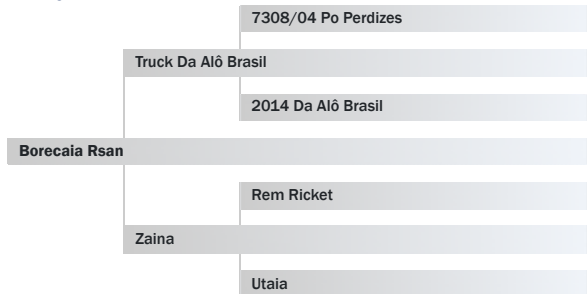 7308/04 Po Perdizes
Truck Da Alô Brasil
2014 Da Alô Brasil
Borecaia Rsan
Rem Ricket
Zaina
Utaia